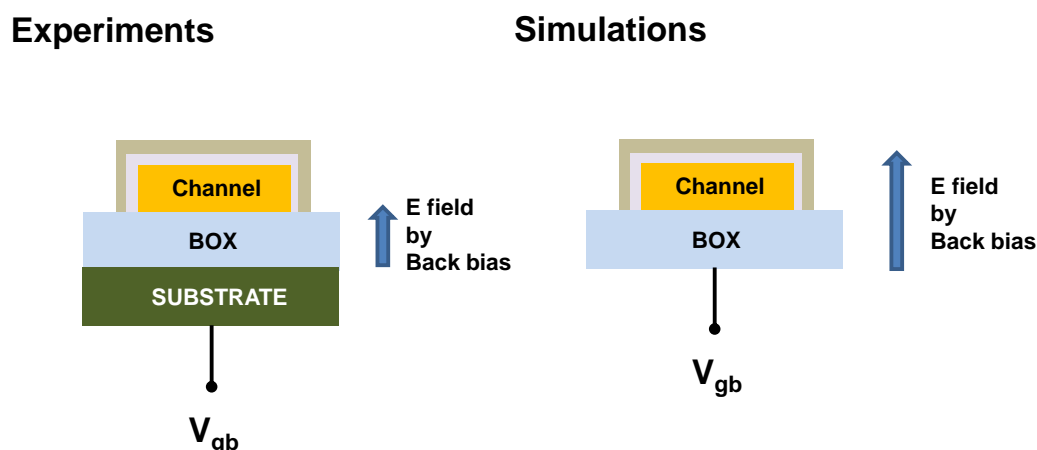 Experiments
Simulations
Channel
BOX
SUBSTRATE
E field
by
Back bias
Vgb
Channel
BOX
E field
by
Back bias
Vgb